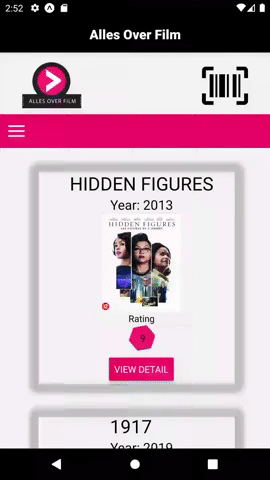 2:52
Alles Over Film
ALLES OVER FILM
HIDDEN FIGURES
Year: 2013
HIDDEN FIGURES
Rating
9
VIEW DETAIL
1917
Year: 2019